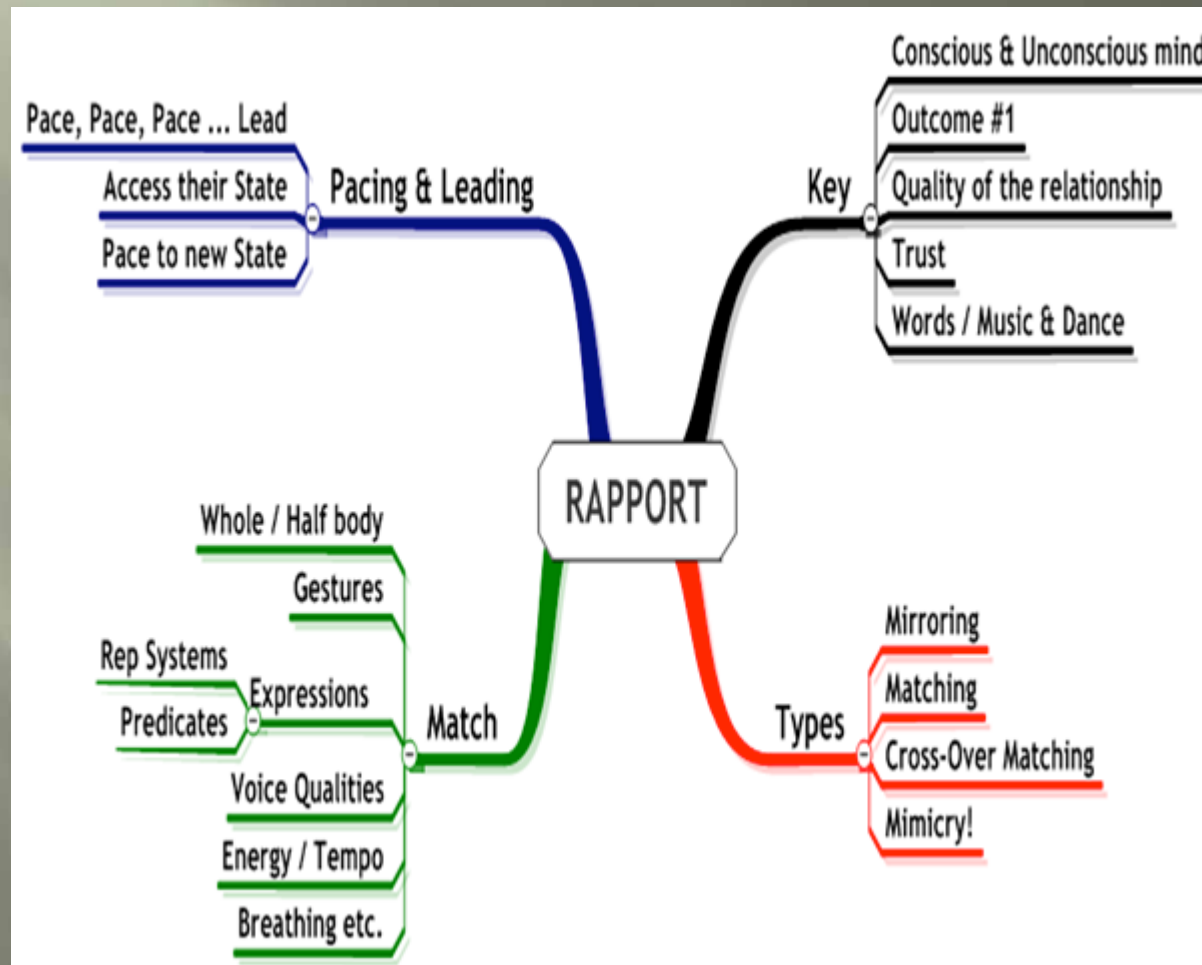 RAPPORT
Key
Conscious & Unconscious mind
Outcome #1
Quality of the relationship
Trust
Words / Music & Dance
Types
Mirroring
Matching
Cross-Over Matching
Mimicry!
Match
Whole / Half body
Gestures
Expressions
Rep Systems
Predicates
Voice Qualities
Energy / Tempo
Breathing etc.
Pacing & Leading
Pace, Pace, Pace ... Lead
Access their State
Pace to new State